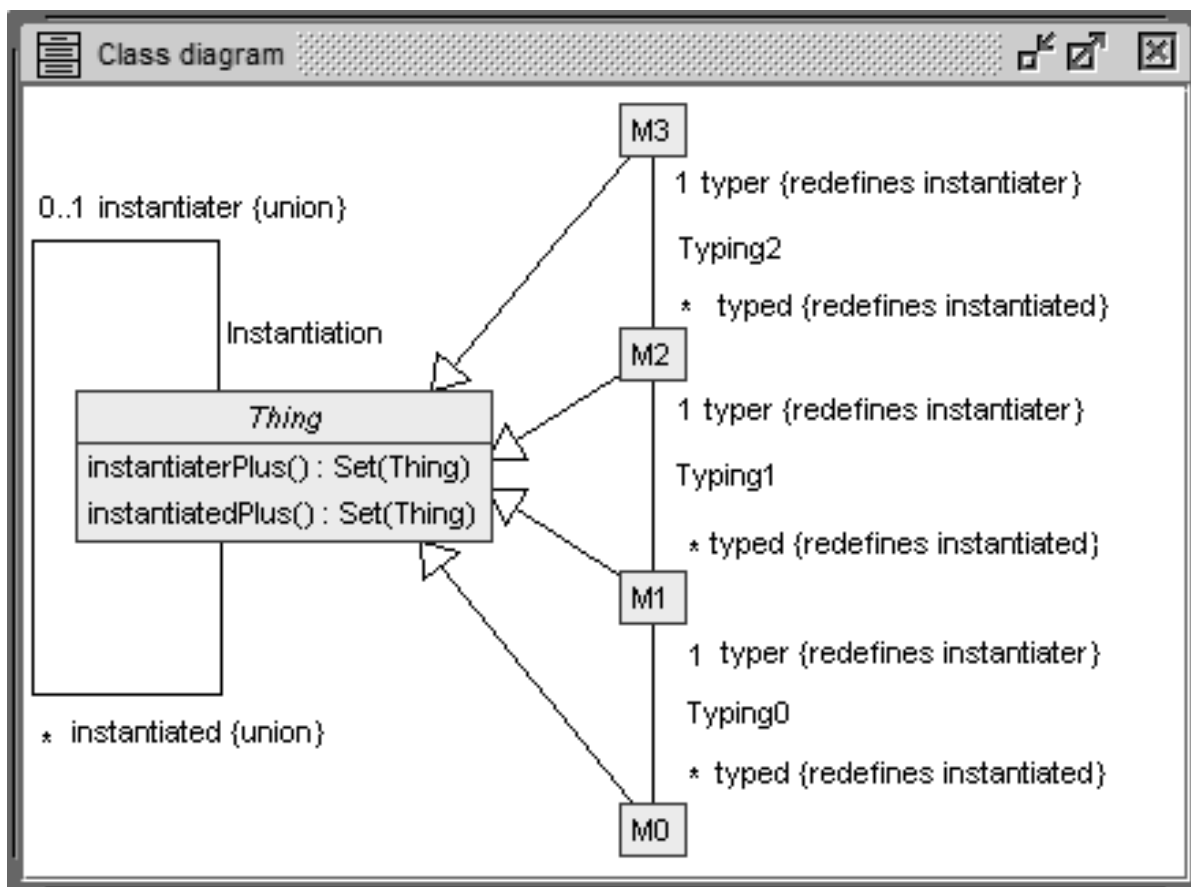 Class diagram
M3
1 typer {redefines instantiater}
0..1 instantiater {union}
Typing2
* typed {redefines instantiated}
Instantiation
M2
1 typer {redefines instantiater}
Thing
instantiaterPlus() : Set(Thing)
Typing1
instantiatedPlus() : Set(Thing)
* typed {redefines instantiated}
M1
1 typer {redefines instantiater}
Typing0
* instantiated {union}
* typed {redefines instantiated}
M0